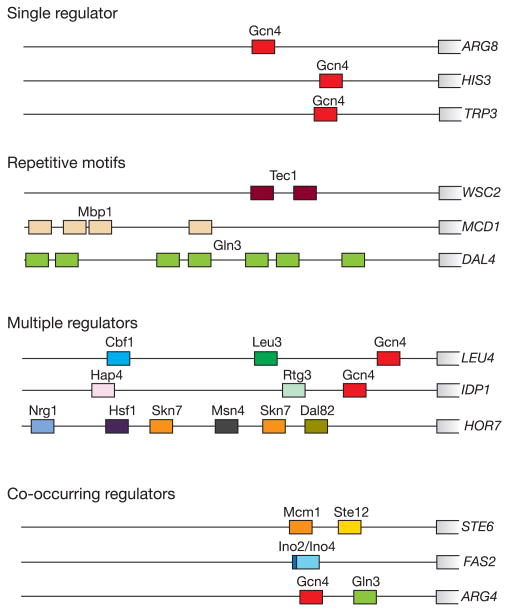 Single regulator
Gcn4
ARG8
Gcn4
HIS3
Gcn4
TRP3
Repetitive motifs
Tec1
WSC2
Mbp1
MCD1
Gln3
DAL4
Multiple regulators
Cbf1 Leu3 Gcn4
LEU4
Hap4 Rtg3 Gcn4
IDP1
Nrg1 Hsf1 Skn7 Msn4 Skn7 Dal82
HOR7
Co-occurring regulators
Mcm1 Ste12
STE6
Ino2/Ino4
FAS2
Gcn4 Gln3
ARG4